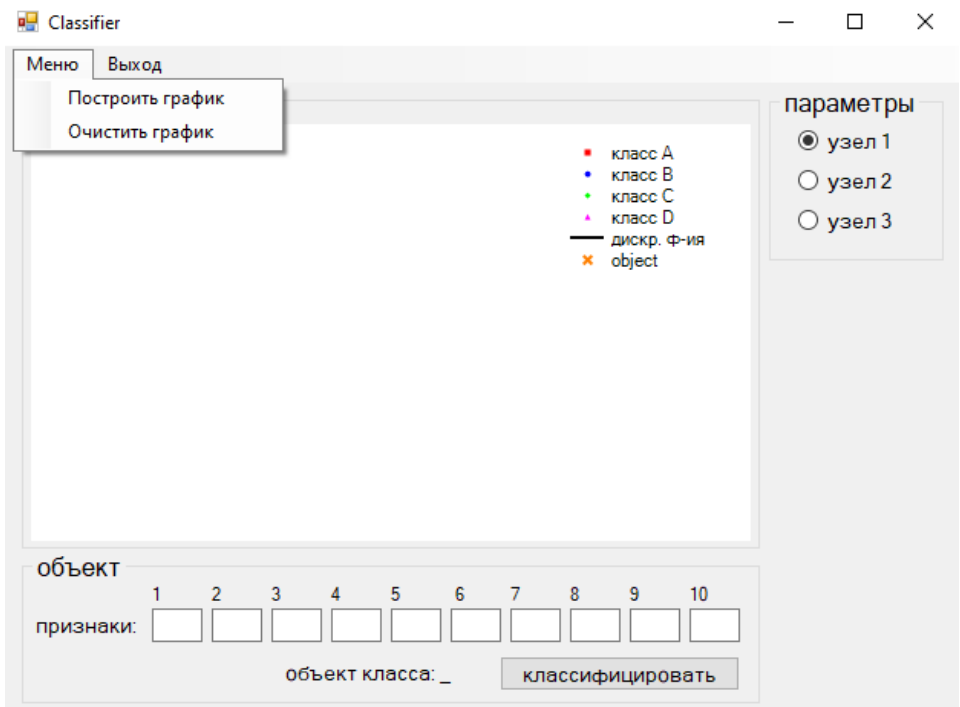 Classifier
Меню Выход
Построить график
Очистить график
параметры
узел 1
узел 2
узел 3
класс A
класс B
класс C
класс D
дискр. ф-ия
object
объект
1 2 3 4 5 6 7 8 9 10
признаки:
объект класса: _ классифицировать